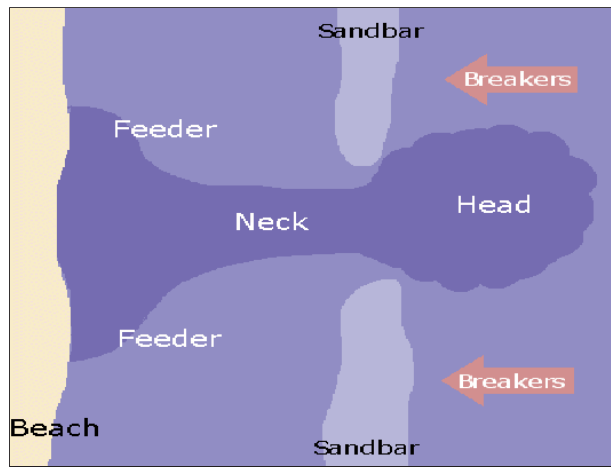 Sandbar
Breakers
Feeder
Head
Neck
Feeder
Breakers
Beach
Sandbar